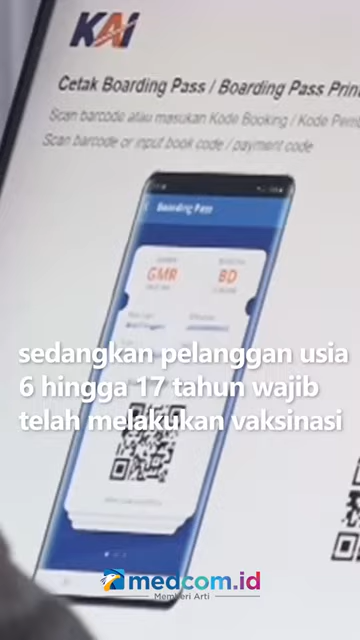 KAI
Cetak Boarding Pass / Boarding Pass Prin
Scan barcode atau masukan Kode Booking / Kode Pemb
Scan barcode or input book code / payment code
Boarding Pass
GMR
BD
sedangkan pelanggan usia
6 hingga 17 tahun wajib
telah melakukan vaksinasi
medcom.id
Memberi Arti